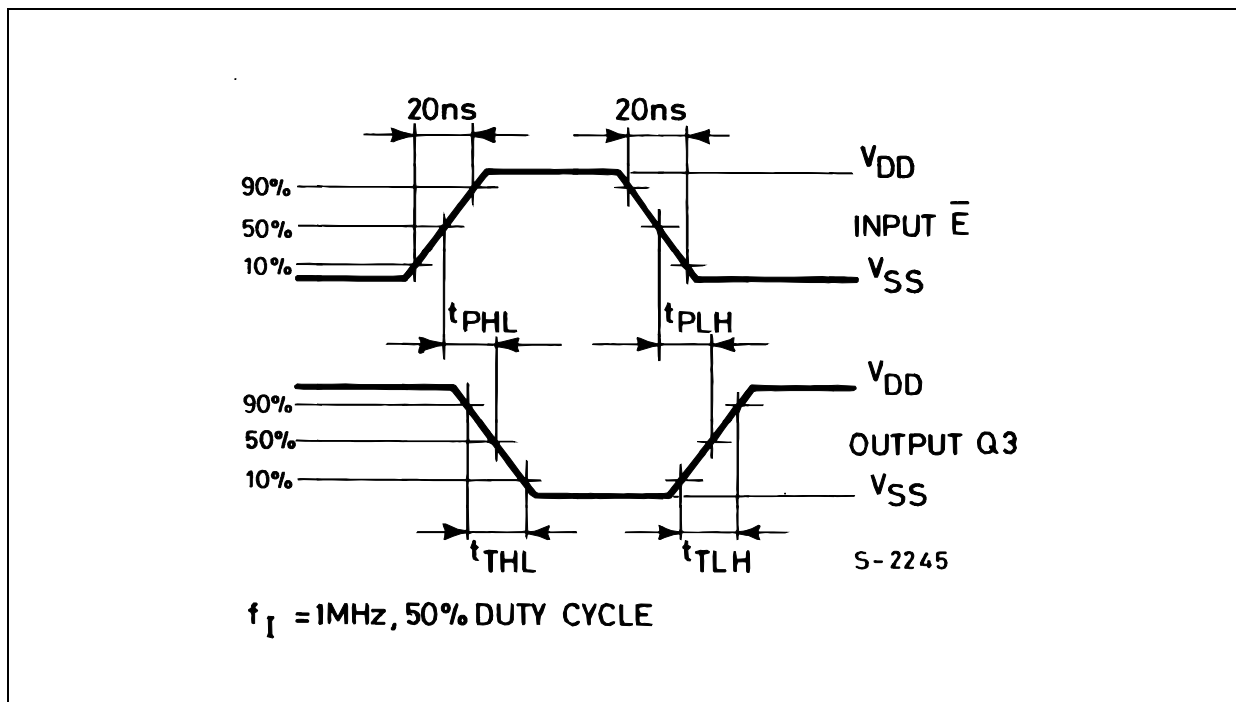 20ns 20ns
V_DD
90%
50%
INPUT E̅
10%
V_SS
t_PHL t_PLH
V_DD
90%
50%
OUTPUT Q3
10%
V_SS
t_THL t_TLH
S-2245
f_I = 1MHz, 50% DUTY CYCLE